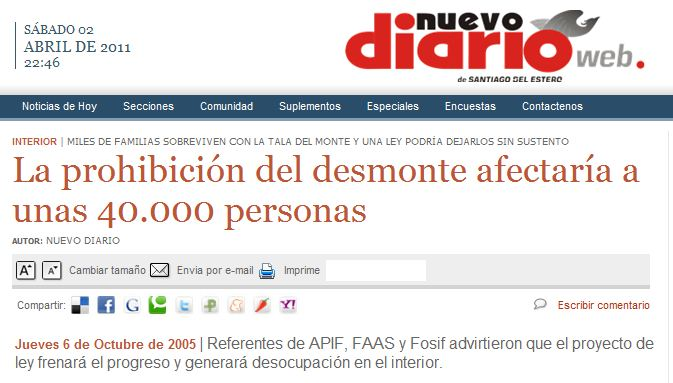 SÁBADO 02
ABRIL DE 2011
22:46
nuevo
diario web.
de SANTIAGO DEL ESTERO
Noticias de Hoy Secciones Comunidad Suplementos Especiales Encuestas Contactenos
INTERIOR | MILES DE FAMILIAS SOBREVIVEN CON LA TALA DEL MONTE Y UNA LEY PODRÍA DEJARLOS SIN SUSTENTO
La prohibición del desmonte afectaría a
unas 40.000 personas
AUTOR: NUEVO DIARIO
A A Cambiar tamaño Envia por e-mail Imprime
Compartir: f G t P Y! Escribir comentario
Jueves 6 de Octubre de 2005 | Referentes de APIF, FAAS y Fosif advirtieron que el proyecto de
ley frenará el progreso y generará desocupación en el interior.